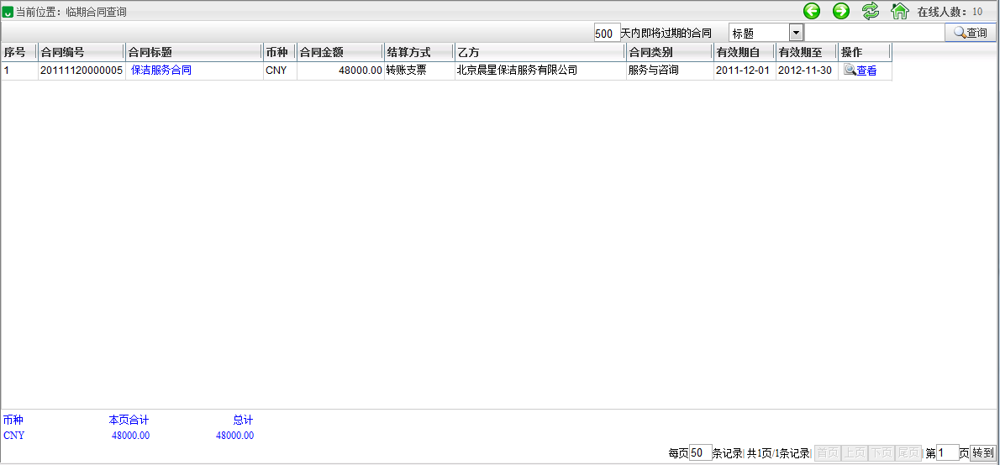 当前位置：临期合同查询 在线人数：10
500 天内即将过期的合同 标题 查询
序号 合同编号 合同标题 币种 合同金额 结算方式 乙方 合同类别 有效期自 有效期至 操作
1 20111120000005 保洁服务合同 CNY 48000.00 转账支票 北京晨星保洁服务有限公司 服务与咨询 2011-12-01 2012-11-30 查看
币种 本页合计 总计
CNY 48000.00 48000.00
每页50条记录| 共1页/1条记录| 首页 上页 下页 尾页 | 第1页 转到